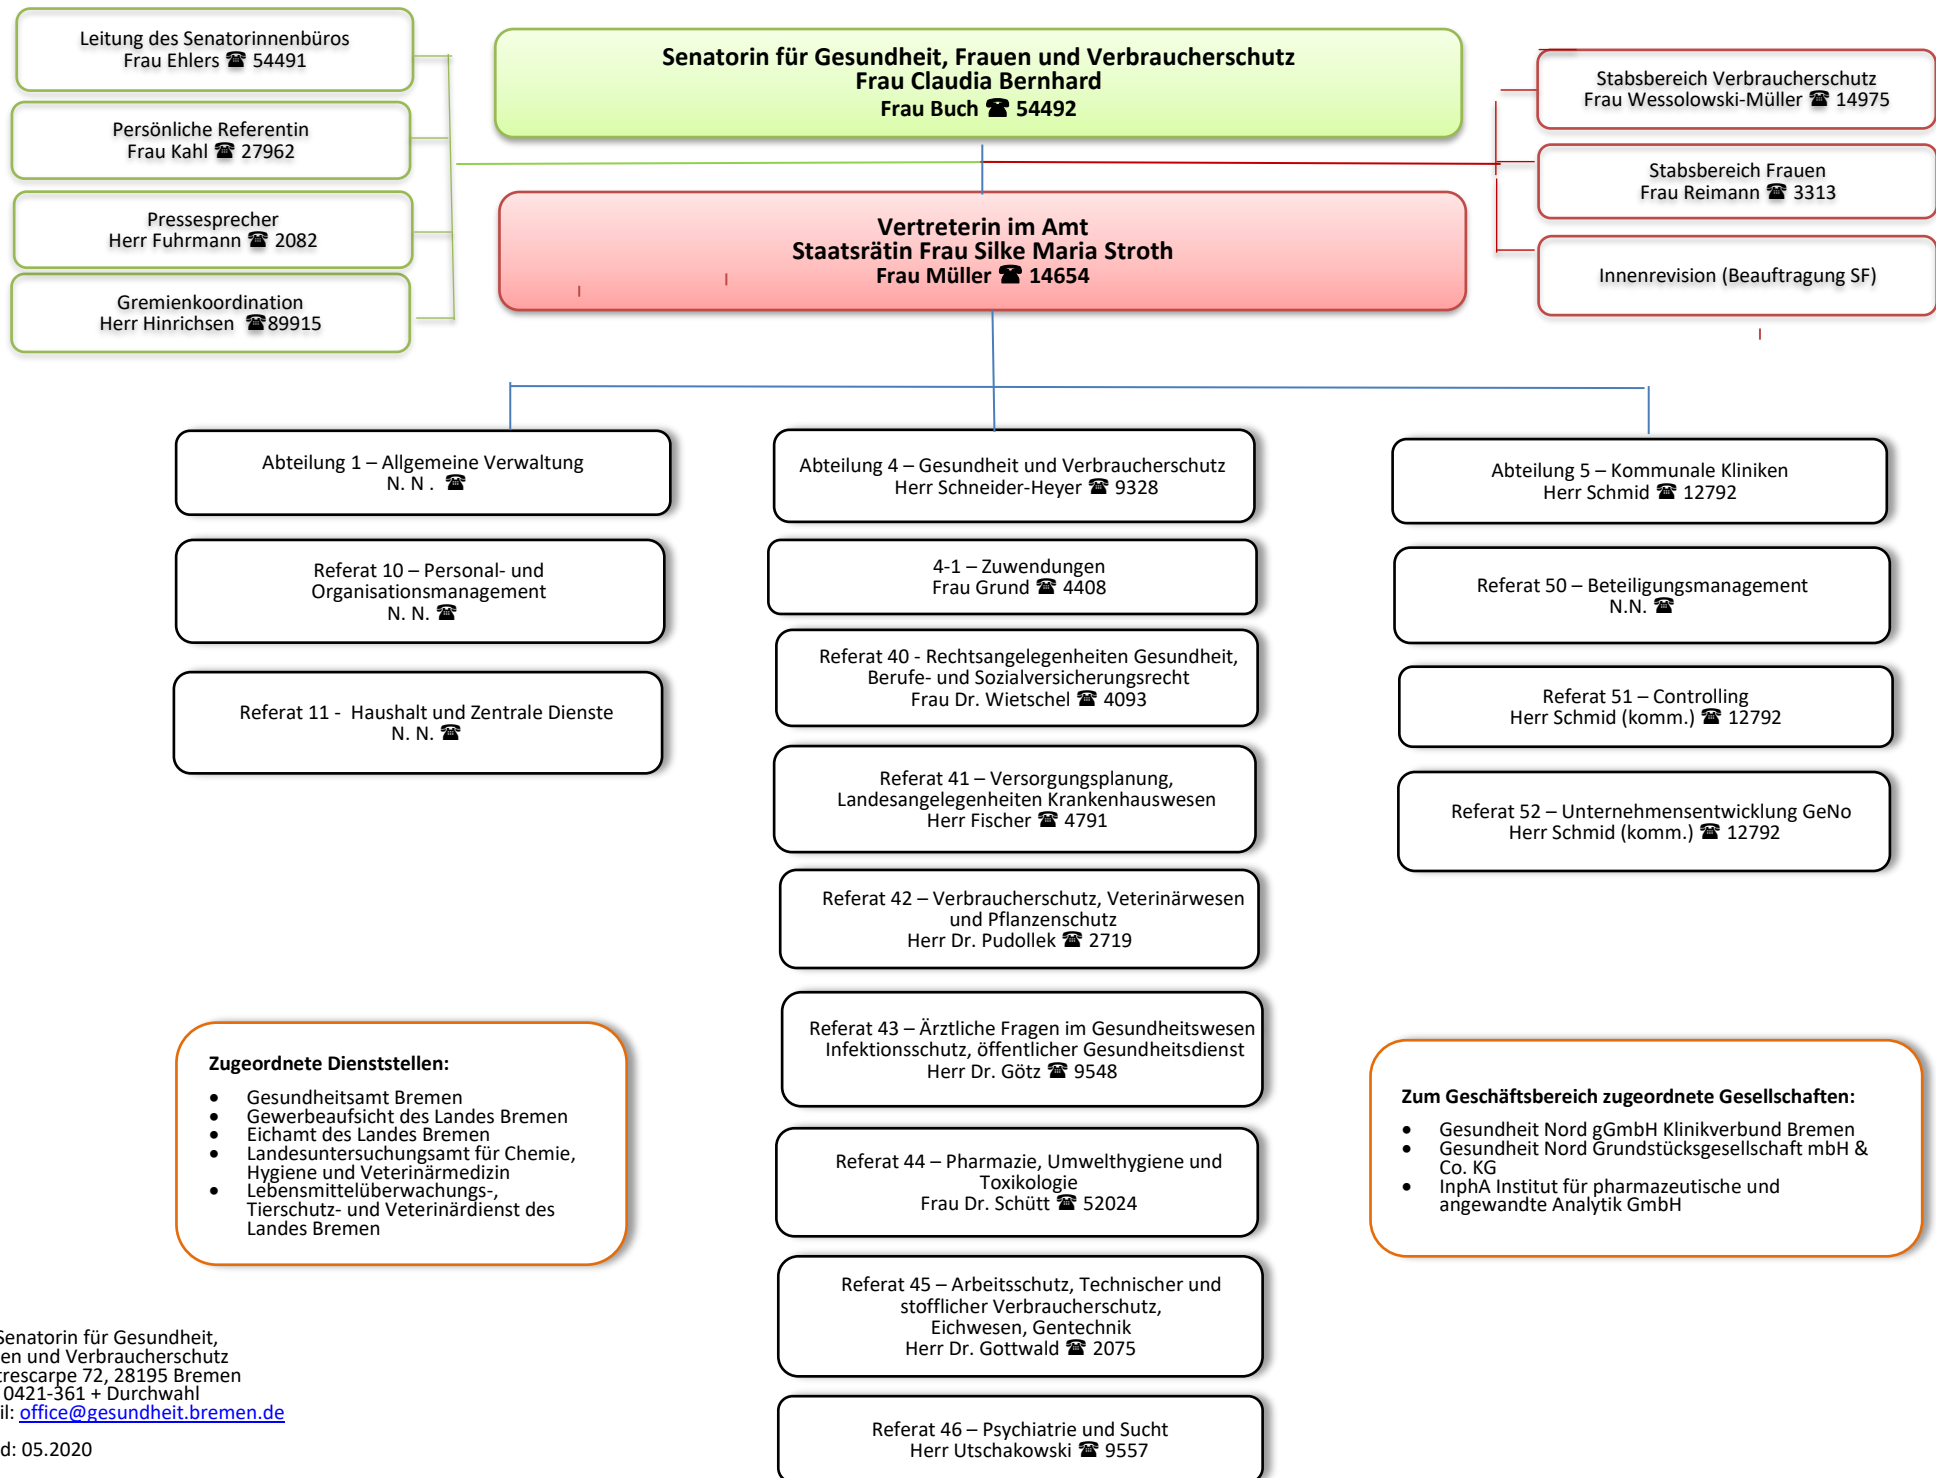 Leitung des Senatorinnenbüros
Frau Ehlers ☎ 54491
Persönliche Referentin
Frau Kahl ☎ 27962
Pressesprecher
Herr Fuhrmann ☎ 2082
Gremienkoordination
Herr Hinrichsen ☎89915
Senatorin für Gesundheit, Frauen und Verbraucherschutz
Frau Claudia Bernhard
Frau Buch ☎ 54492
Vertreterin im Amt
Staatsrätin Frau Silke Maria Stroth
Frau Müller ☎ 14654
Stabsbereich Verbraucherschutz
Frau Wessolowski-Müller ☎ 14975
Stabsbereich Frauen
Frau Reimann ☎ 3313
Innenrevision (Beauftragung SF)
Abteilung 1 – Allgemeine Verwaltung
N. N . ☎
Referat 10 – Personal- und
Organisationsmanagement
N. N. ☎
Referat 11 - Haushalt und Zentrale Dienste
N. N. ☎
Abteilung 4 – Gesundheit und Verbraucherschutz
Herr Schneider-Heyer ☎ 9328
4-1 – Zuwendungen
Frau Grund ☎ 4408
Referat 40 - Rechtsangelegenheiten Gesundheit,
Berufe- und Sozialversicherungsrecht
Frau Dr. Wietschel ☎ 4093
Referat 41 – Versorgungsplanung,
Landesangelegenheiten Krankenhauswesen
Herr Fischer ☎ 4791
Referat 42 – Verbraucherschutz, Veterinärwesen
und Pflanzenschutz
Herr Dr. Pudollek ☎ 2719
Referat 43 – Ärztliche Fragen im Gesundheitswesen
Infektionsschutz, öffentlicher Gesundheitsdienst
Herr Dr. Götz ☎ 9548
Referat 44 – Pharmazie, Umwelthygiene und
Toxikologie
Frau Dr. Schütt ☎ 52024
Referat 45 – Arbeitsschutz, Technischer und
stofflicher Verbraucherschutz,
Eichwesen, Gentechnik
Herr Dr. Gottwald ☎ 2075
Referat 46 – Psychiatrie und Sucht
Herr Utschakowski ☎ 9557
Abteilung 5 – Kommunale Kliniken
Herr Schmid ☎ 12792
Referat 50 – Beteiligungsmanagement
N.N. ☎
Referat 51 – Controlling
Herr Schmid (komm.) ☎ 12792
Referat 52 – Unternehmensentwicklung GeNo
Herr Schmid (komm.) ☎ 12792
Zugeordnete Dienststellen:
• Gesundheitsamt Bremen
• Gewerbeaufsicht des Landes Bremen
• Eichamt des Landes Bremen
• Landesuntersuchungsamt für Chemie,
Hygiene und Veterinärmedizin
• Lebensmittelüberwachungs-,
Tierschutz- und Veterinärdienst des
Landes Bremen
Zum Geschäftsbereich zugeordnete Gesellschaften:
• Gesundheit Nord gGmbH Klinikverbund Bremen
• Gesundheit Nord Grundstücksgesellschaft mbH &
Co. KG
• InphA Institut für pharmazeutische und
angewandte Analytik GmbH
Senatorin für Gesundheit,
en und Verbraucherschutz
trescarpe 72, 28195 Bremen
0421-361 + Durchwahl
il: office@gesundheit.bremen.de
d: 05.2020